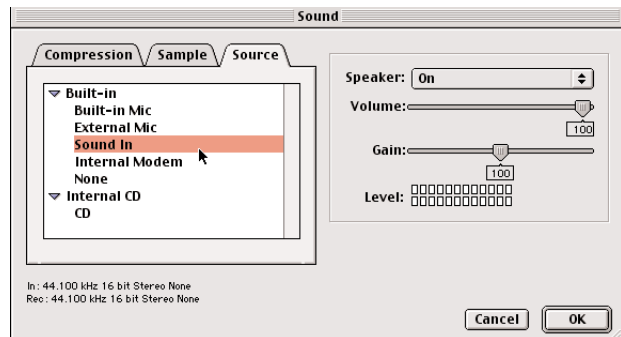 Sound
Compression Sample Source
Built-in
Built-in Mic
External Mic
Sound In
Internal Modem
None
Internal CD
CD
Speaker: On
Volume:
100
Gain:
100
Level:
In: 44.100 kHz 16 bit Stereo None
Rec: 44.100 kHz 16 bit Stereo None
Cancel OK